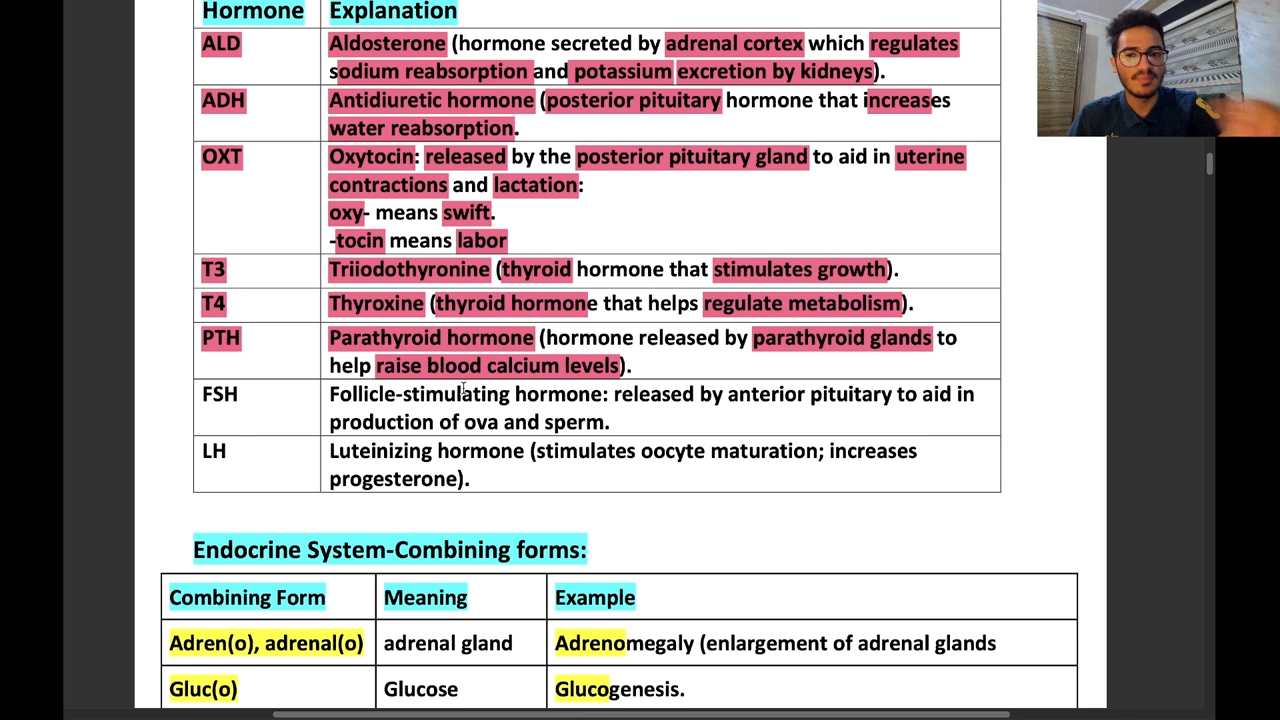 Hormone Explanation
ALD Aldosterone (hormone secreted by adrenal cortex which regulates
sodium reabsorption and potassium excretion by kidneys).
ADH Antidiuretic hormone (posterior pituitary hormone that increases
water reabsorption.
OXT Oxytocin: released by the posterior pituitary gland to aid in uterine
contractions and lactation:
oxy- means swift.
-tocin means labor
T3 Triiodothyronine (thyroid hormone that stimulates growth).
T4 Thyroxine (thyroid hormone that helps regulate metabolism).
PTH Parathyroid hormone (hormone released by parathyroid glands to
help raise blood calcium levels).
FSH Follicle-stimulating hormone: released by anterior pituitary to aid in
production of ova and sperm.
LH Luteinizing hormone (stimulates oocyte maturation; increases
progesterone).
Endocrine System-Combining forms:
Combining Form Meaning Example
Adren(o), adrenal(o) adrenal gland Adrenomegaly (enlargement of adrenal glands
Gluc(o) Glucose Glucogenesis.